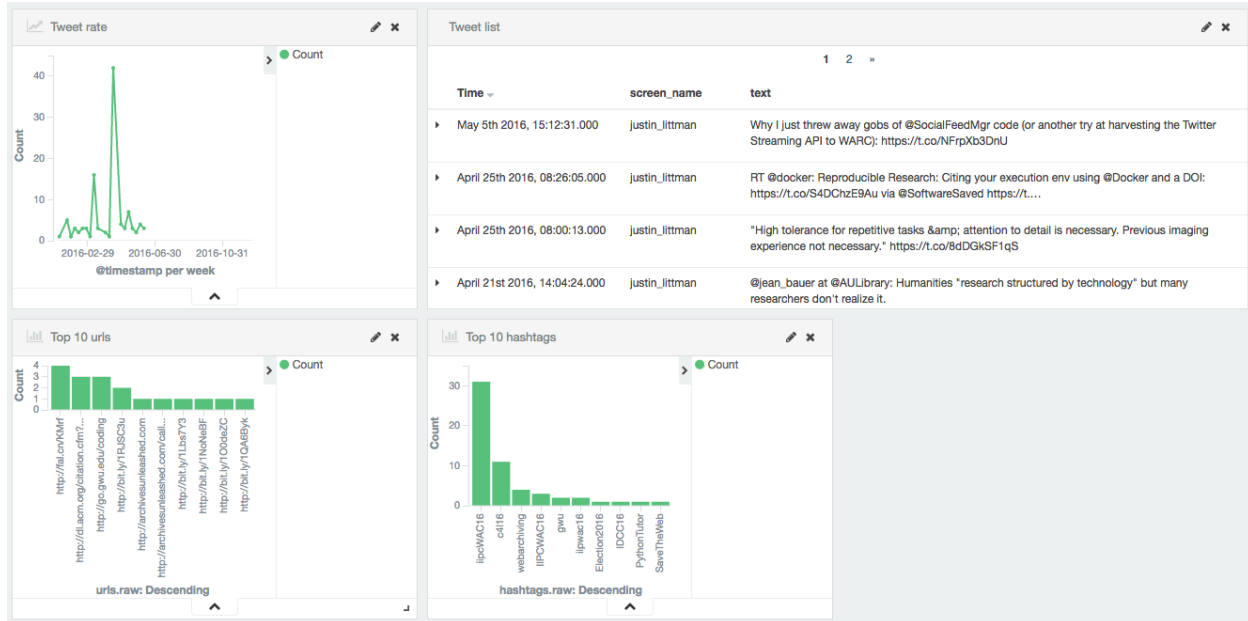 Tweet rate
Count
40
30
20
10
0
Count
2016-02-29 2016-06-30 2016-10-31
@timestamp per week
Tweet list
1 2 »
Time screen_name text
May 5th 2016, 15:12:31.000 justin_littman Why I just threw away gobs of @SocialFeedMgr code (or another try at harvesting the Twitter
Streaming API to WARC): https://t.co/NFrpXb3DnU
April 25th 2016, 08:26:05.000 justin_littman RT @docker: Reproducible Research: Citing your execution env using @Docker and a DOI:
https://t.co/S4DChzE9Au via @SoftwareSaved https://t.…
April 25th 2016, 08:00:13.000 justin_littman "High tolerance for repetitive tasks &amp; attention to detail is necessary. Previous imaging
experience not necessary." https://t.co/8dDGkSF1qS
April 21st 2016, 14:04:24.000 justin_littman @jean_bauer at @AULibrary: Humanities "research structured by technology" but many
researchers don't realize it.
Top 10 urls
Count
4
3
2
1
0
Count
http://fal.cn/KMrf
http://dl.acm.org/citation.cfm?...
http://go.gwu.edu/coding
http://bit.ly/1RJSC3u
http://archivesunleashed.com
http://archivesunleashed.com/call...
http://bit.ly/1Lbs7Y3
http://bit.ly/1NoNeBF
http://bit.ly/1O0deZC
http://bit.ly/1QA6Byk
urls.raw: Descending
Top 10 hashtags
Count
30
20
10
0
Count
iipcWAC16
c4l16
webarchiving
IIPCWAC16
gwu
iipwac16
Election2016
IDCC16
PythonTutor
SaveTheWeb
hashtags.raw: Descending